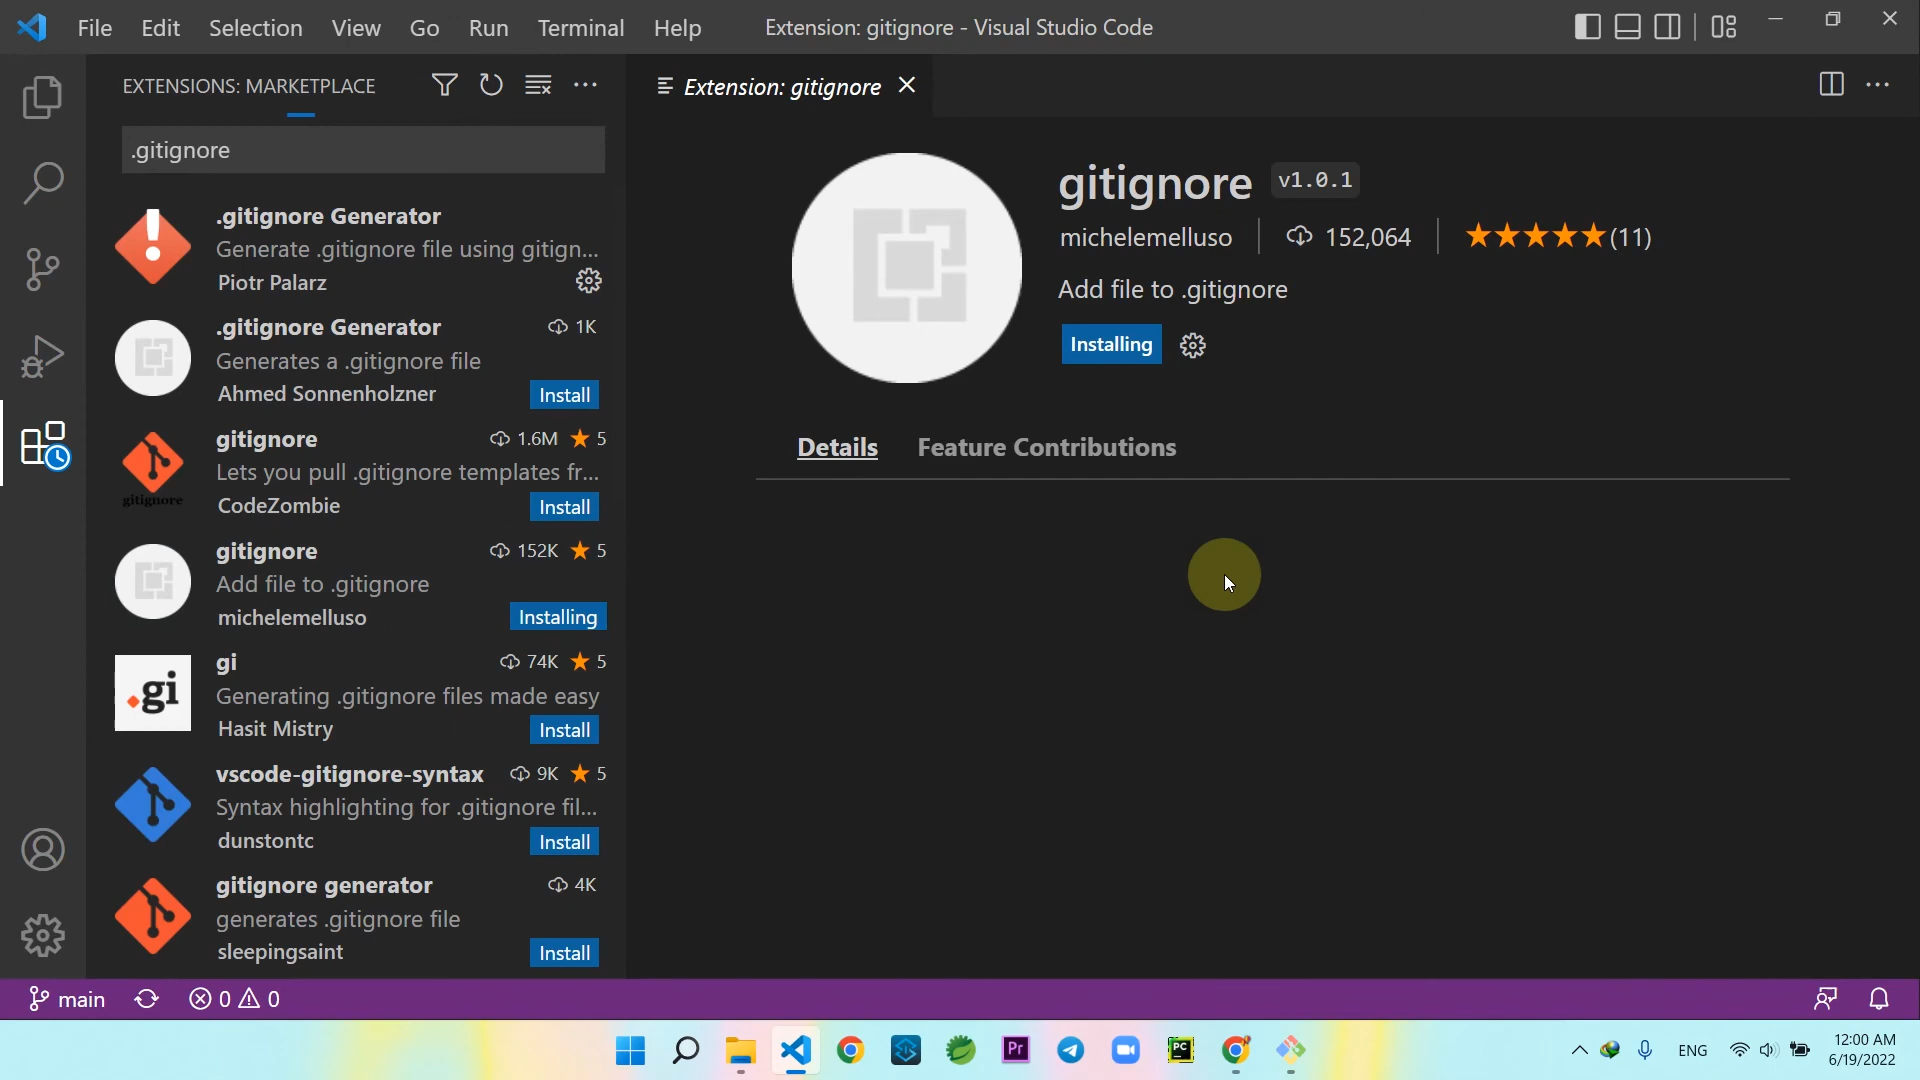 File Edit Selection View Go Run Terminal Help
Extension: gitignore - Visual Studio Code
EXTENSIONS: MARKETPLACE
.gitignore
.gitignore Generator
Generate .gitignore file using gitign...
Piotr Palarz
.gitignore Generator 1K
Generates a .gitignore file
Ahmed Sonnenholzner Install
gitignore 1.6M 5
Lets you pull .gitignore templates fr...
gitignore
CodeZombie Install
gitignore 152K 5
Add file to .gitignore
michelemelluso Installing
.gi
gi 74K 5
Generating .gitignore files made easy
Hasit Mistry Install
vscode-gitignore-syntax 9K 5
Syntax highlighting for .gitignore fil...
dunstontc Install
gitignore generator 4K
generates .gitignore file
sleepingsaint Install
Extension: gitignore
gitignore v1.0.1
michelemelluso 152,064 (11)
Add file to .gitignore
Installing
Details Feature Contributions
main 0 0
Pr
PC
ENG
12:00 AM
6/19/2022